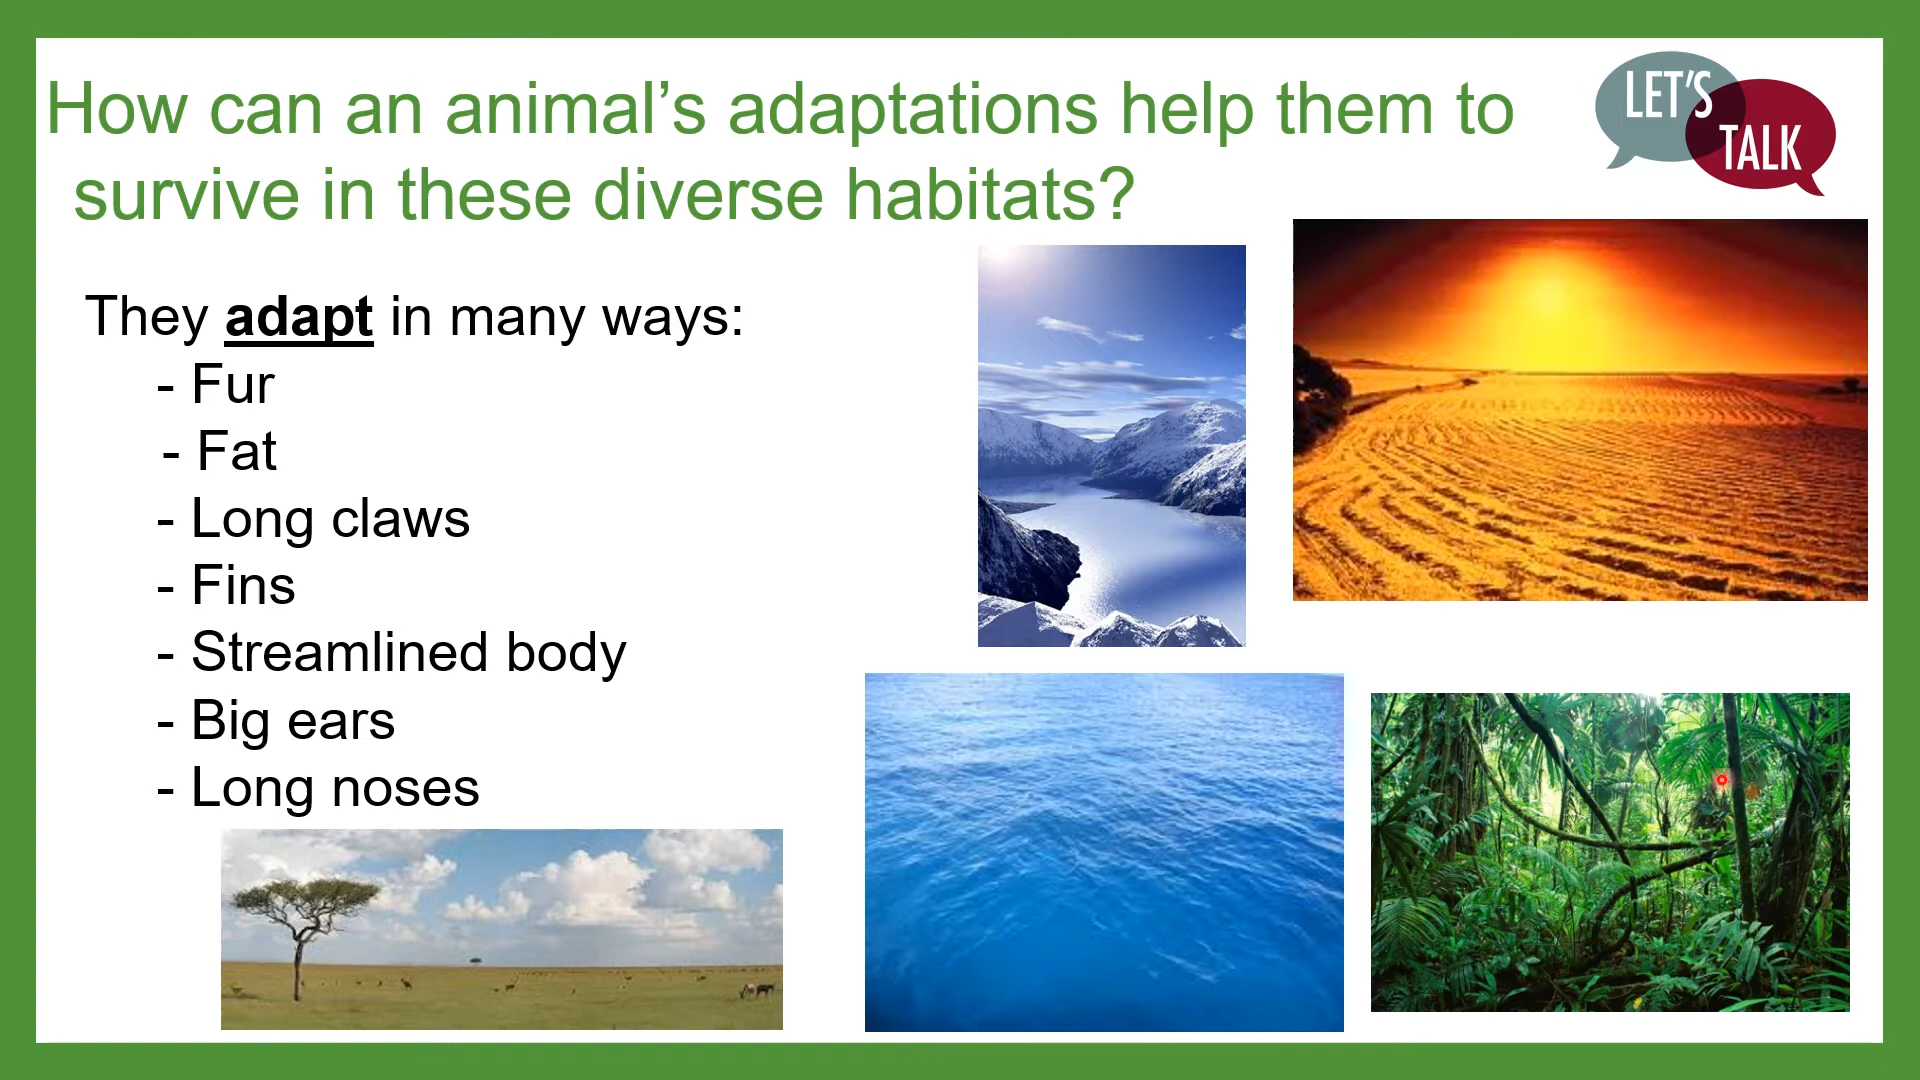 How can an animal’s adaptations help them to
survive in these diverse habitats?
LET’S
TALK
They adapt in many ways:
- Fur
- Fat
- Long claws
- Fins
- Streamlined body
- Big ears
- Long noses